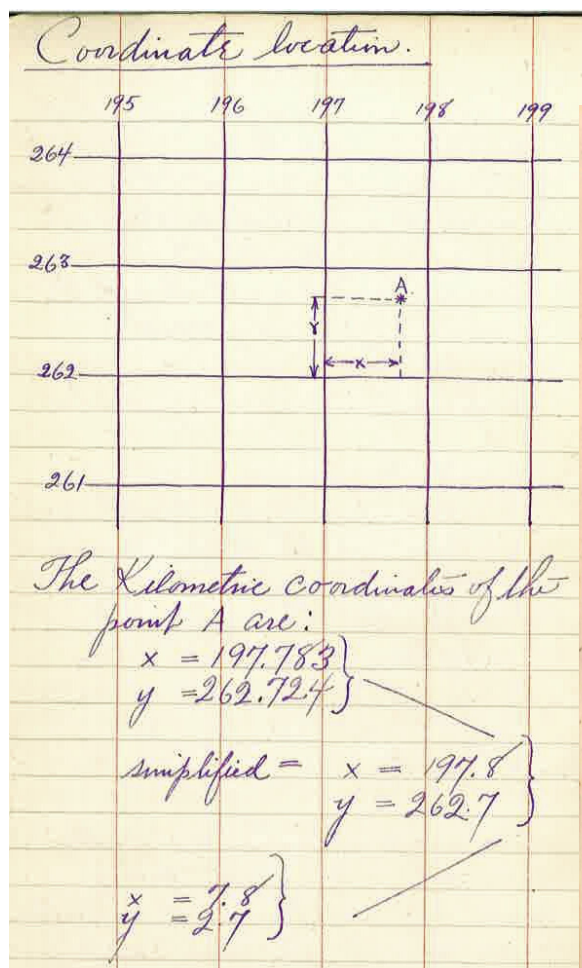 Coordinate location.
195 196 197 198 199
264
263
A
Y
X
262
261
The Kilometric coordinates of the
point A are:
x = 197.783
y = 262.724
simplified = x = 197.8
y = 262.7
x = 7.8
y = 2.7